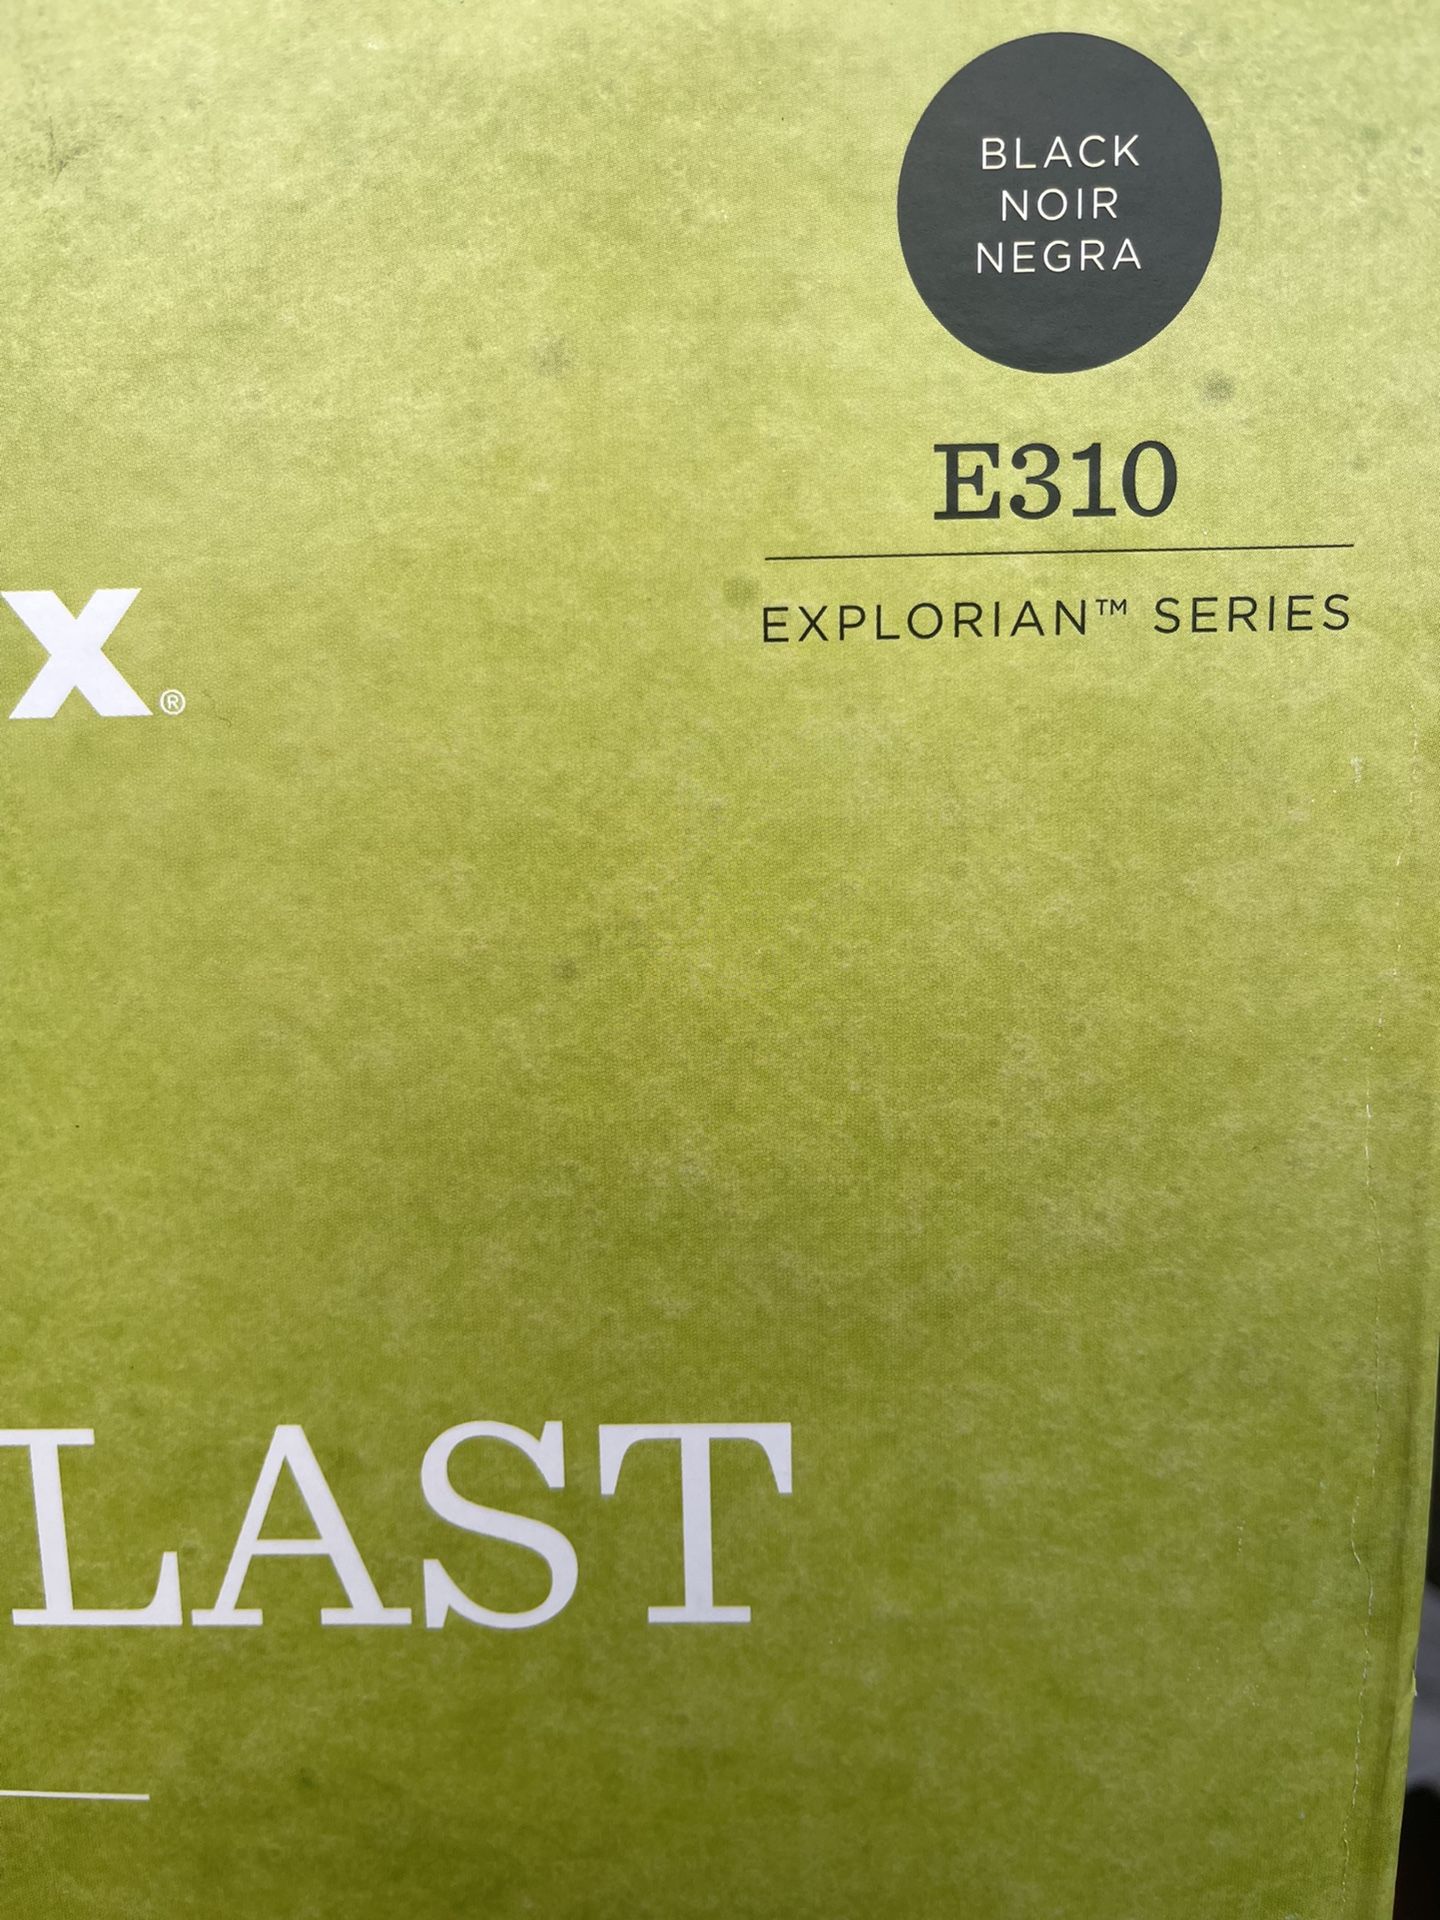 BLACK
NOIR
NEGRA
E310
EXPLORIAN™ SERIES
X®
LAST